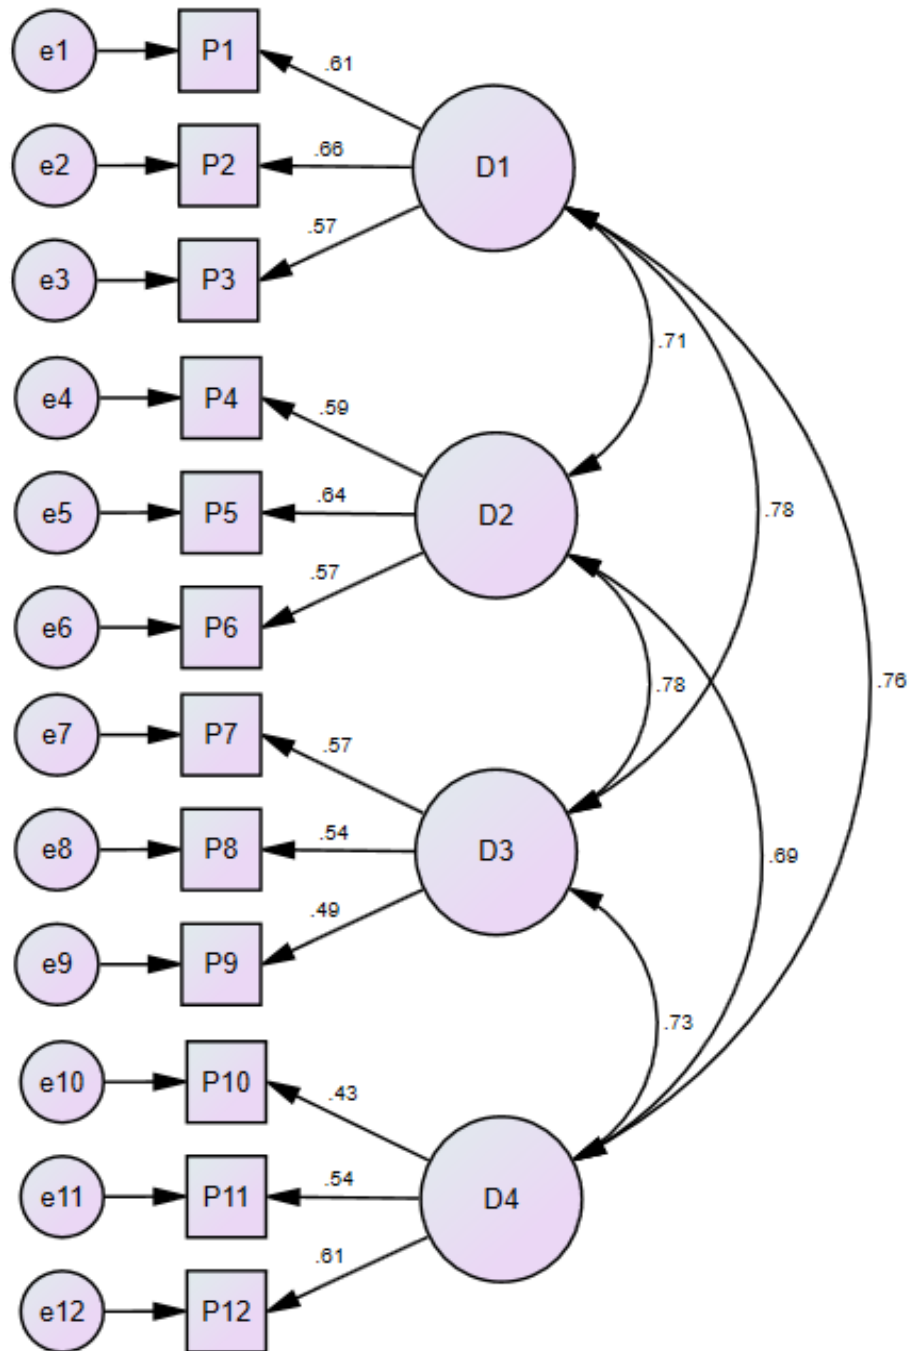 e1 P1 .61
D1
e2 P2 .66
.57
e3 P3
.71
e4 P4 .59
D2
e5 P5 .64
.78
.57
e6 P6
.78
.76
e7 P7 .57
D3
e8 P8 .54
.69
.49
e9 P9
.73
e10 P10 .43
D4
e11 P11 .54
.61
e12 P12